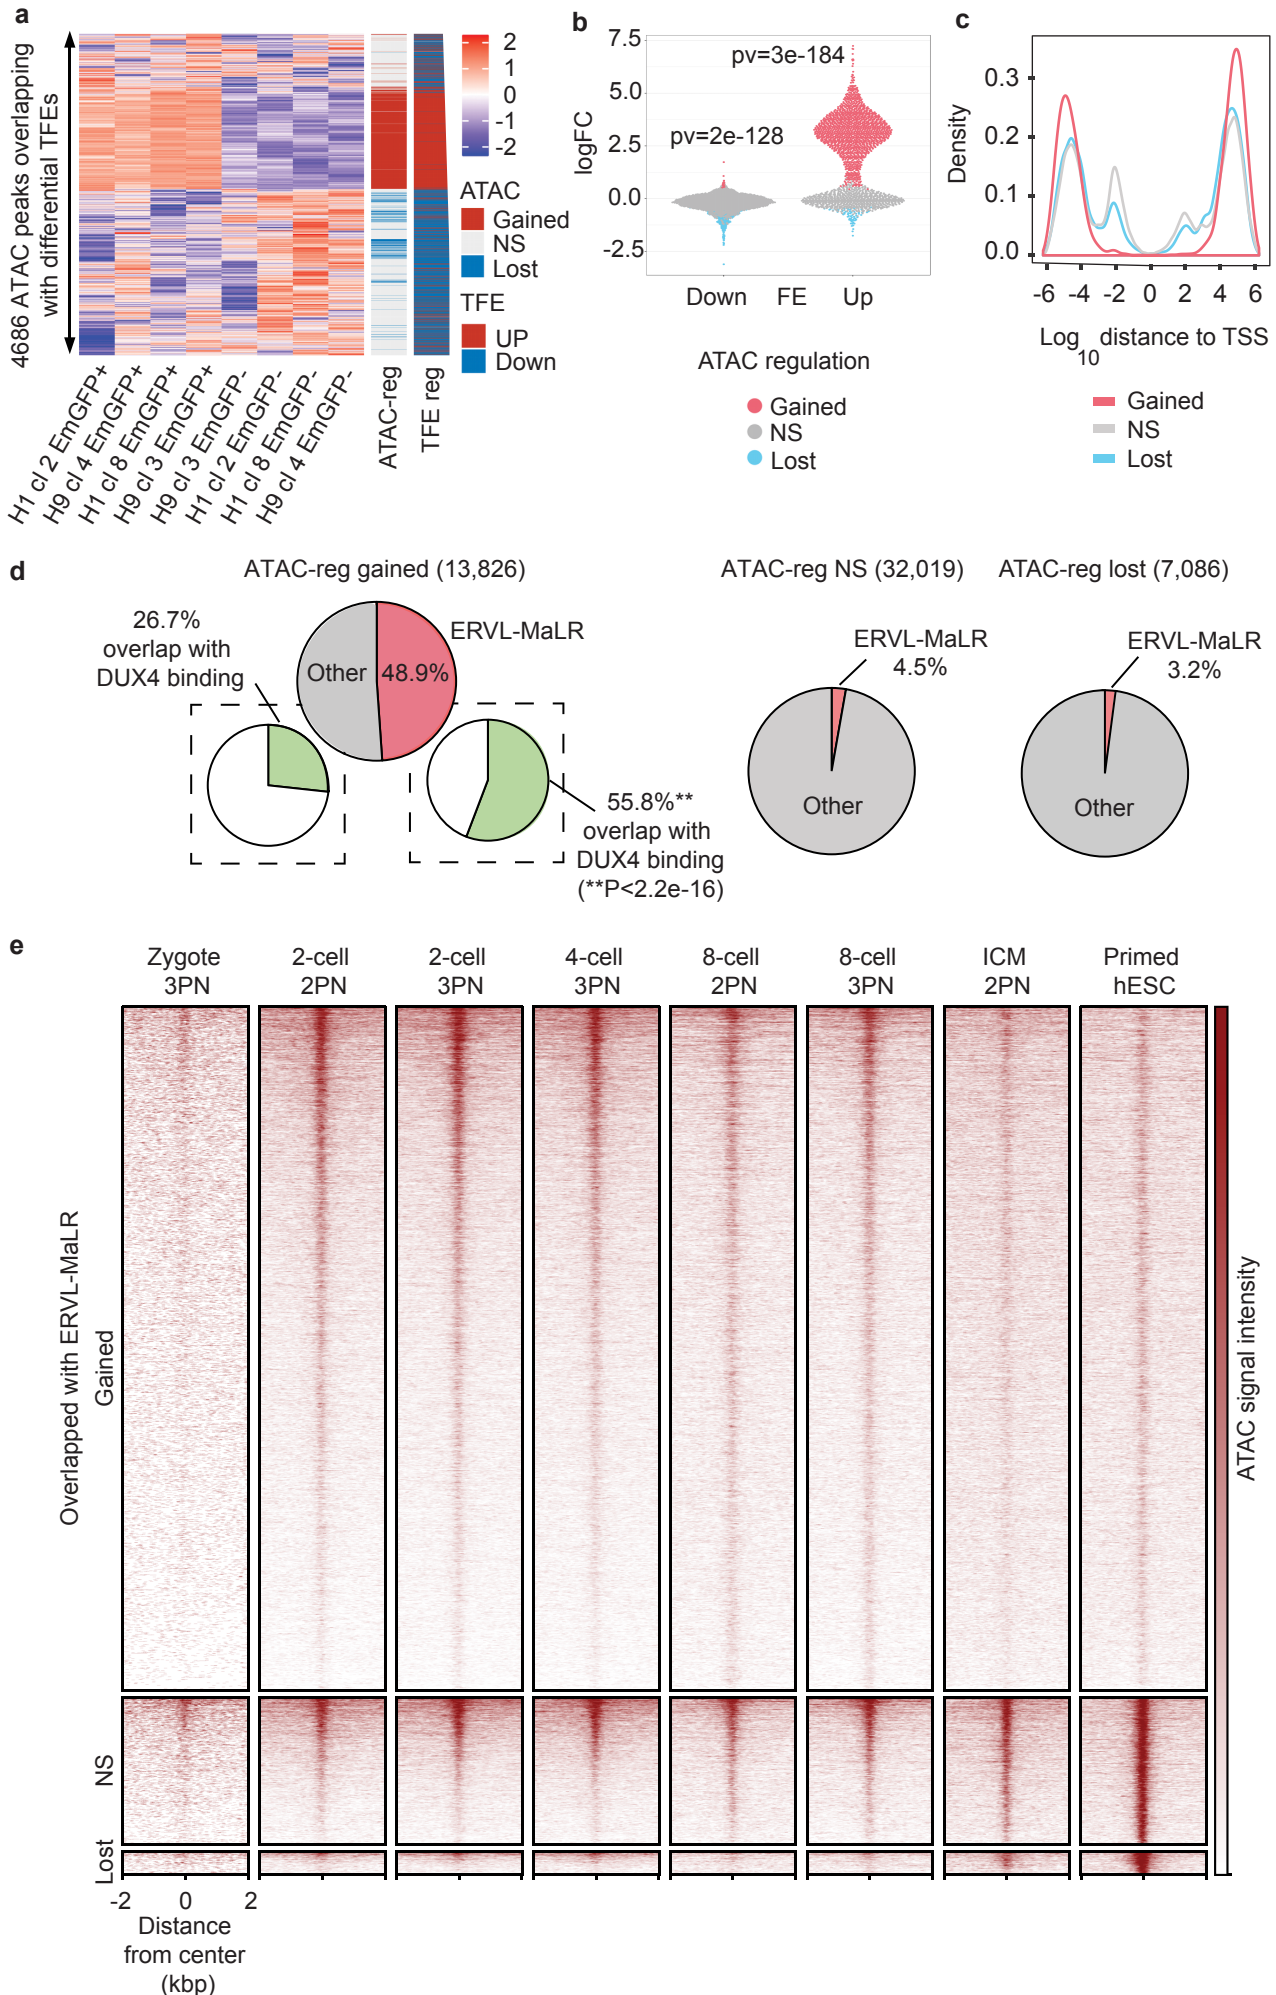 a
4686 ATAC peaks overlapping
with differential TFEs
H1 cl 2 EmGFP+
H9 cl 4 EmGFP+
H1 cl 8 EmGFP+
H9 cl 3 EmGFP+
H9 cl 3 EmGFP-
H1 cl 2 EmGFP-
H1 cl 8 EmGFP-
H9 cl 4 EmGFP-
ATAC-reg
TFE reg
2
1
0
-1
-2
ATAC
Gained
NS
Lost
TFE
UP
Down
b
logFC
7.5
5.0
2.5
0.0
-2.5
pv=3e-184
pv=2e-128
Down FE Up
ATAC regulation
Gained
NS
Lost
c
Density
0.3
0.2
0.1
0.0
-6 -4 -2 0 2 4 6
Log10 distance to TSS
Gained
NS
Lost
d
ATAC-reg gained (13,826)
26.7%
overlap with
DUX4 binding
Other
48.9%
ERVL-MaLR
55.8%**
overlap with
DUX4 binding
(**P<2.2e-16)
ATAC-reg NS (32,019)
ERVL-MaLR
4.5%
Other
ATAC-reg lost (7,086)
ERVL-MaLR
3.2%
Other
e
Zygote
3PN
2-cell
2PN
2-cell
3PN
4-cell
3PN
8-cell
2PN
8-cell
3PN
ICM
2PN
Primed
hESC
Overlapped with ERVL-MaLR
Gained
NS
Lost
ATAC signal intensity
-2 0 2
Distance
from center
(kbp)